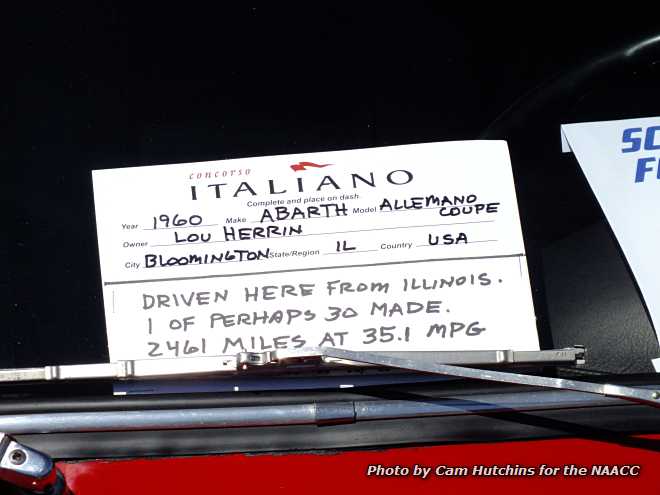 concorso
ITALIANO
Complete and place on dash.
Year 1960 Make ABARTH Model ALLEMANO COUPE
Owner LOU HERRIN
City BLOOMINGTON State/Region IL Country USA
DRIVEN HERE FROM ILLINOIS.
1 OF PERHAPS 30 MADE.
2461 MILES AT 35.1 MPG
Photo by Cam Hutchins for the NAACC